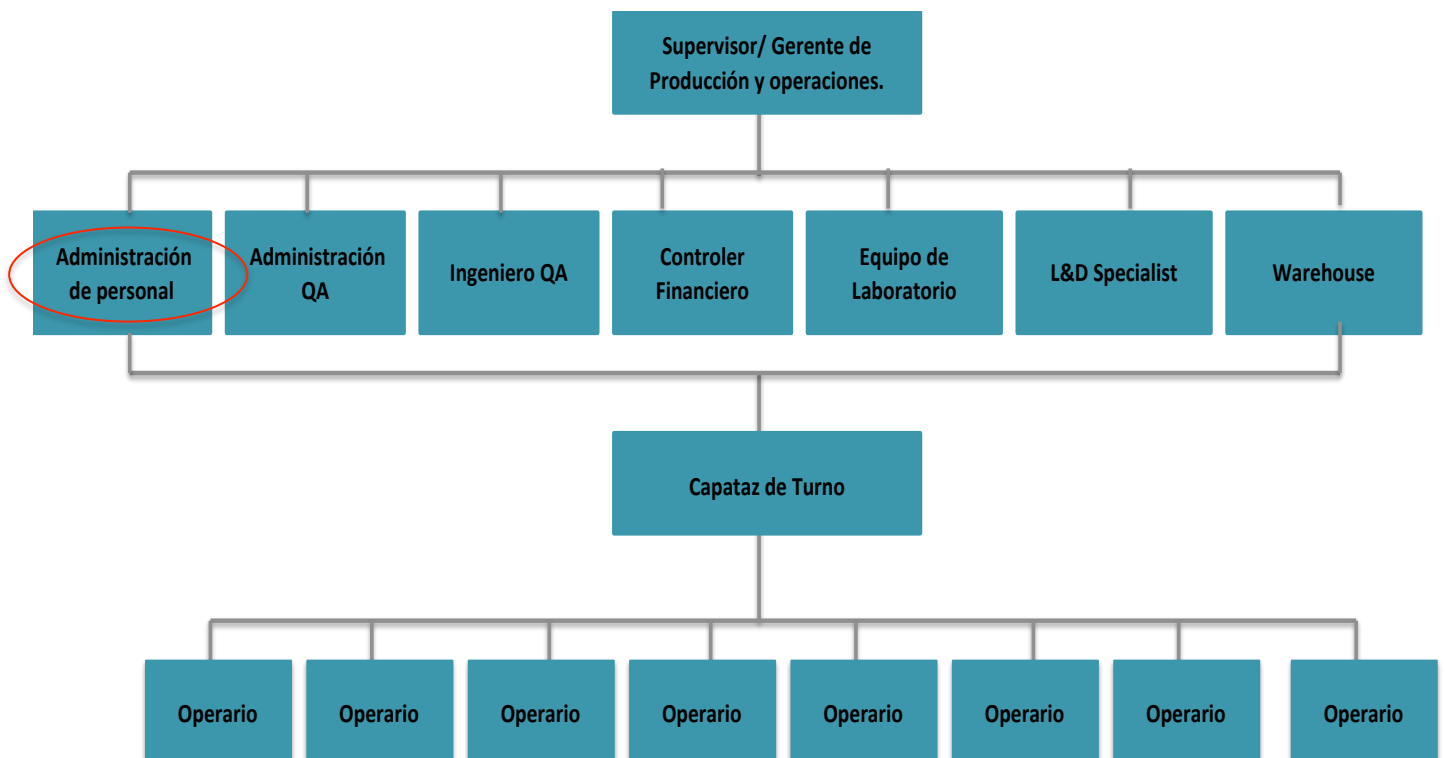 Supervisor/ Gerente de
Producción y operaciones.
Administración
de personal
Administración
QA
Ingeniero QA
Controler
Financiero
Equipo de
Laboratorio
L&D Specialist
Warehouse
Capataz de Turno
Operario
Operario
Operario
Operario
Operario
Operario
Operario
Operario